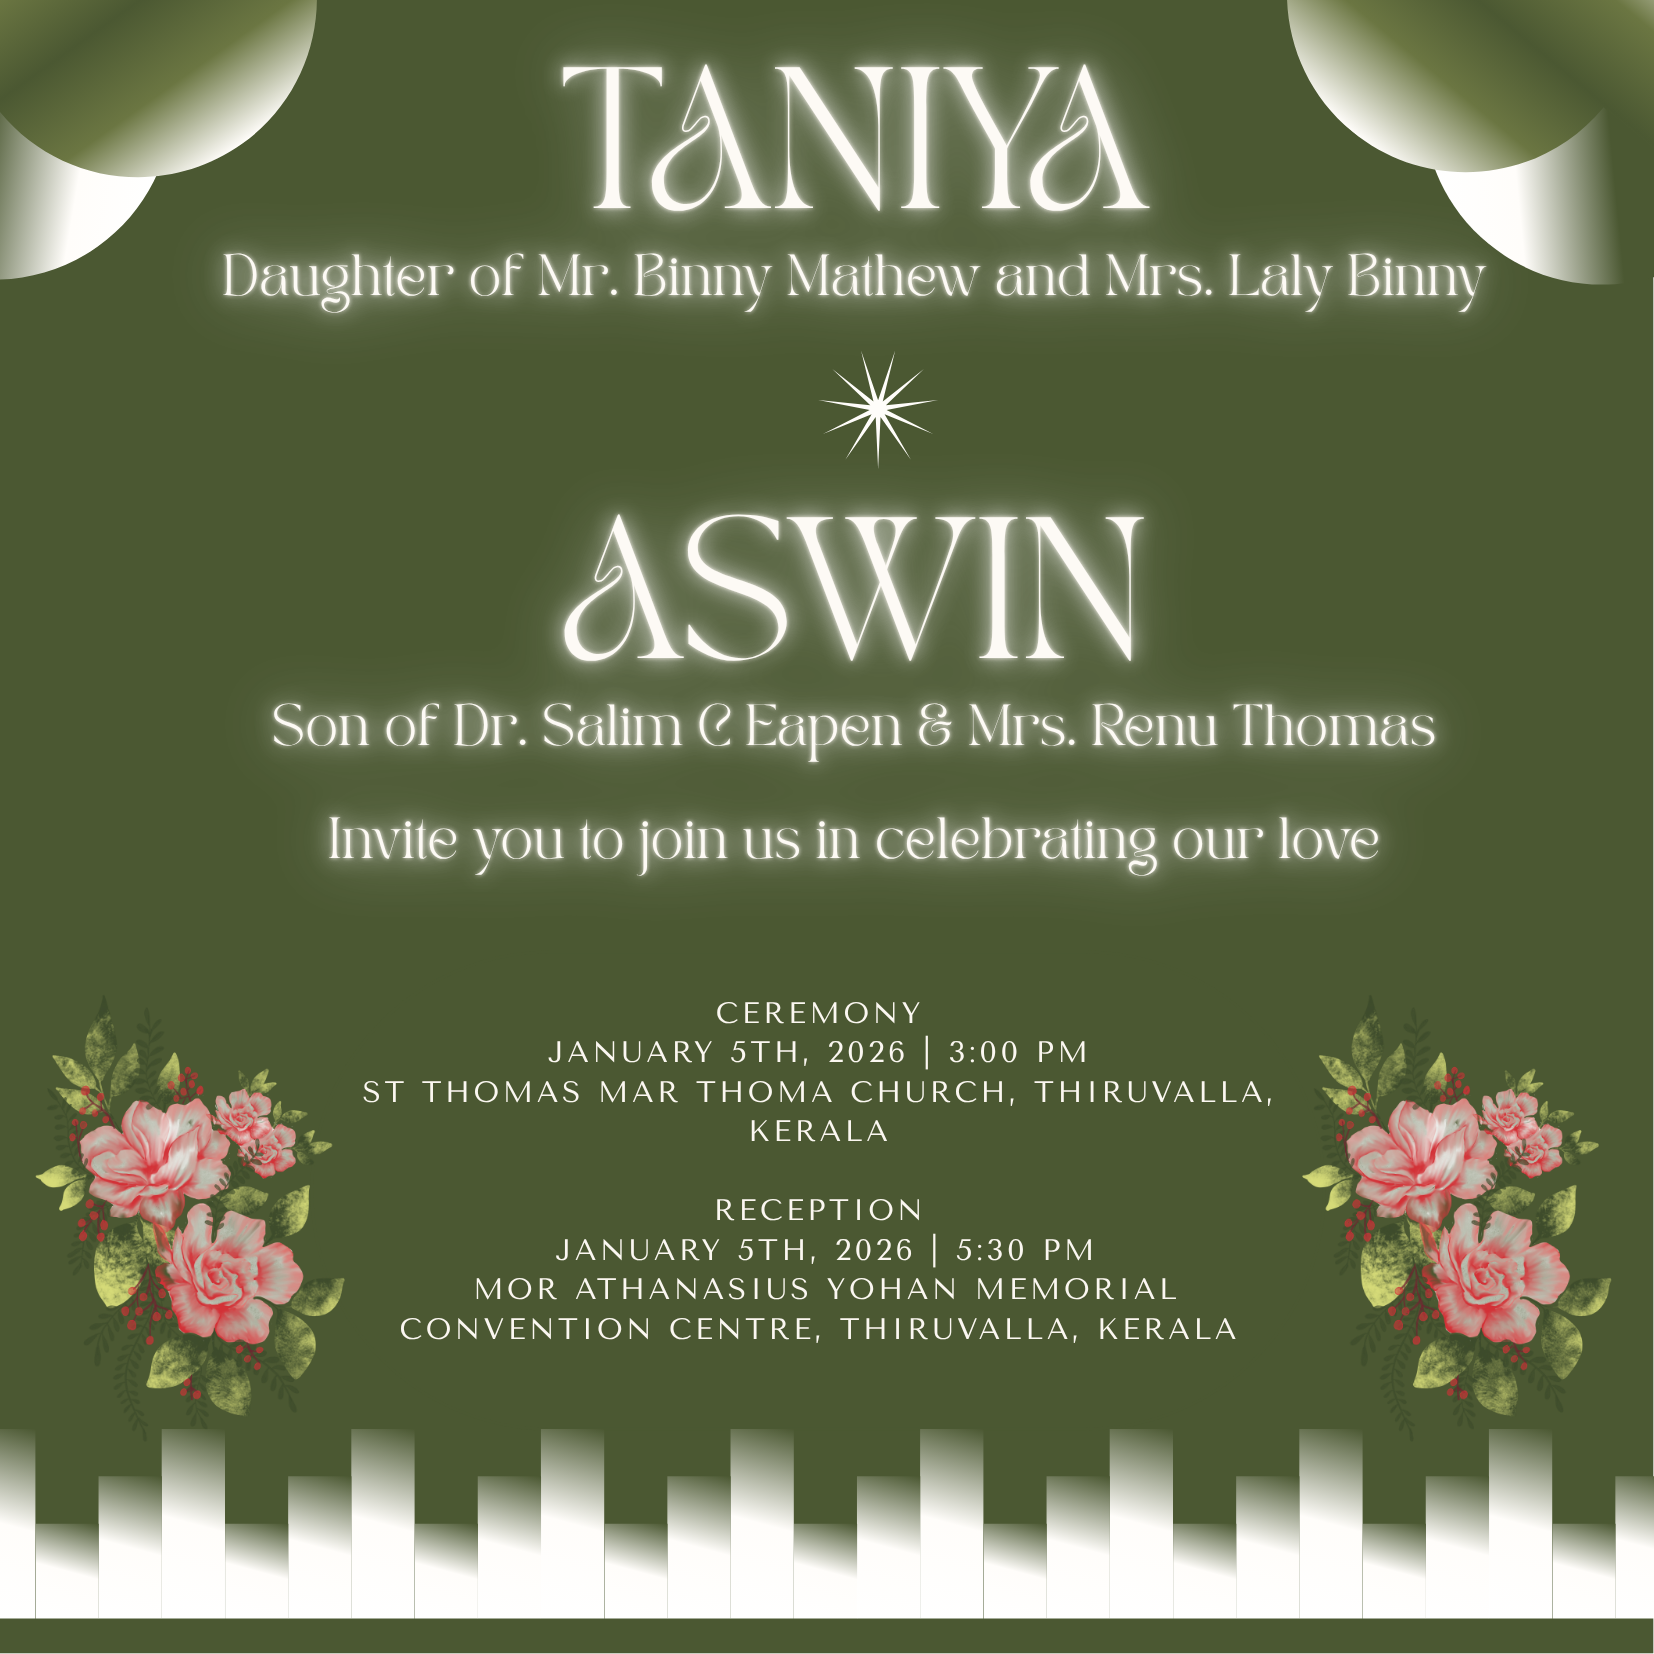 TANIYA
Daughter of Mr. Binny Mathew and Mrs. Laly Binny
ASWIN
Son of Dr. Salim C Eapen & Mrs. Renu Thomas
Invite you to join us in celebrating our love
CEREMONY
JANUARY 5TH, 2026 | 3:00 PM
ST THOMAS MAR THOMA CHURCH, THIRUVALLA,
KERALA
RECEPTION
JANUARY 5TH, 2026 | 5:30 PM
MOR ATHANASIUS YOHAN MEMORIAL
CONVENTION CENTRE, THIRUVALLA, KERALA